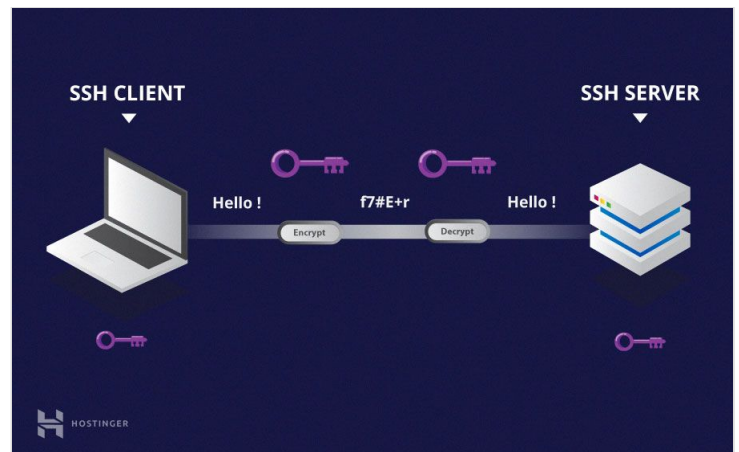 SSH CLIENT
SSH SERVER
Hello !
f7#E+r
Hello !
Encrypt
Decrypt
HOSTINGER